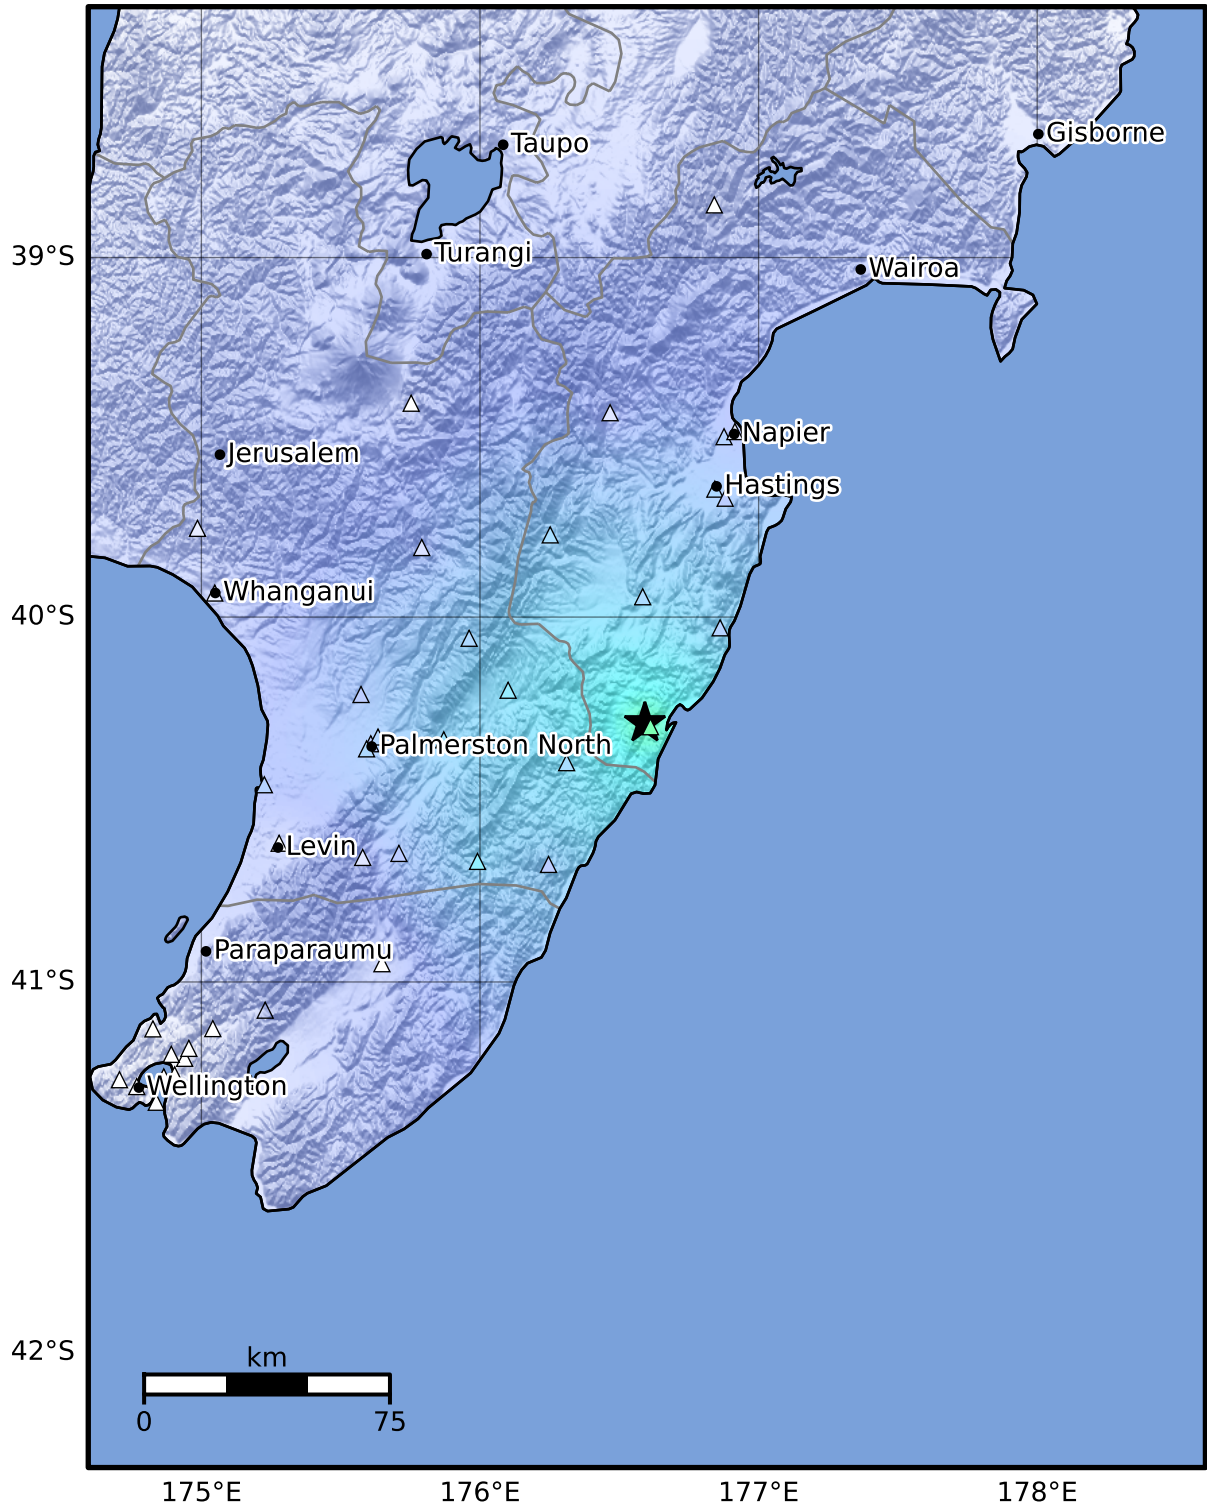 Gisborne
Taupo
Turangi
39°S
Wairoa
Napier
Jerusalem
Hastings
Whanganui
40°S
Palmerston North
Levin
Paraparaumu
41°S
Wellington
42°S
km
0 75
175°E 176°E 177°E 178°E